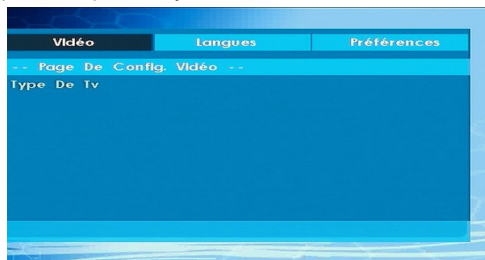 Vidéo Langues Préférences
-- Page De Config. Vidéo --
Type De Tv